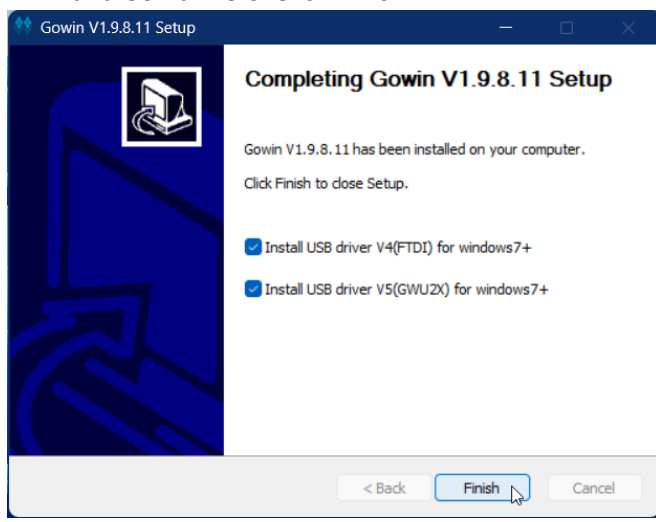 Gowin V1.9.8.11 Setup
Completing Gowin V1.9.8.11 Setup
Gowin V1.9.8.11 has been installed on your computer.
Click Finish to close Setup.
Install USB driver V4(FTDI) for windows7+
Install USB driver V5(GWU2X) for windows7+
< Back
Finish
Cancel